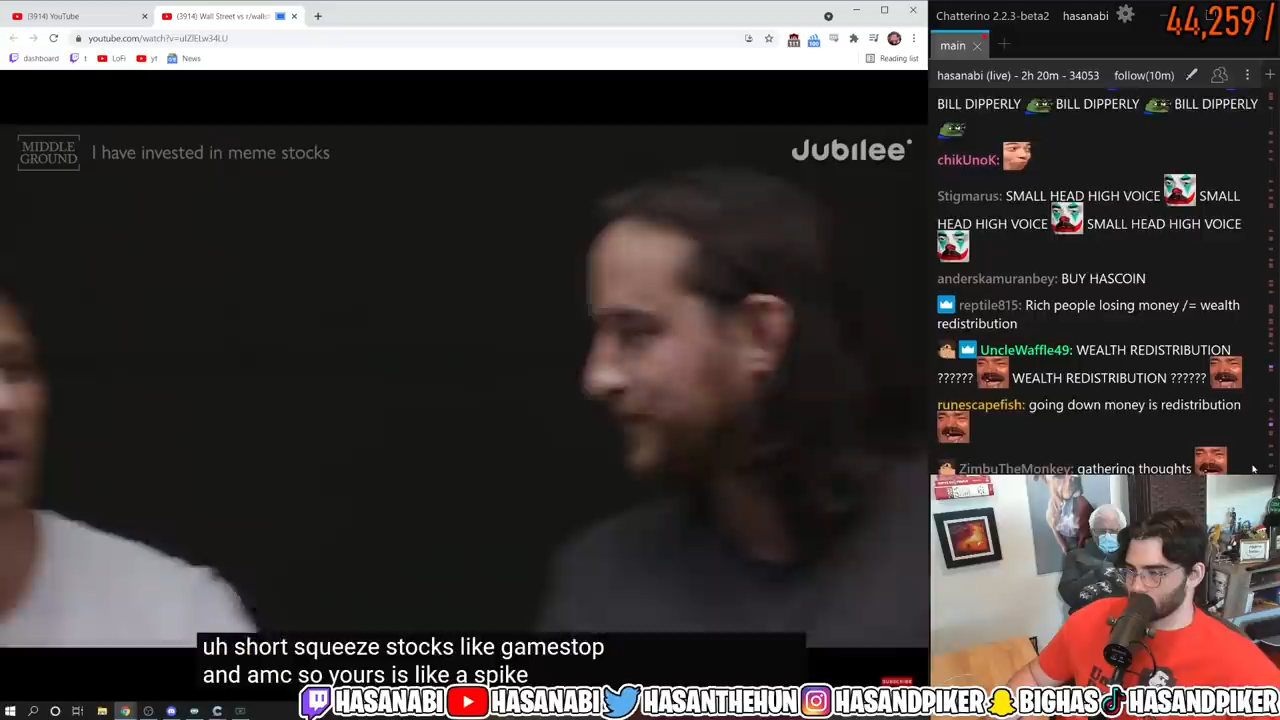 (3914) YouTube
(3914) Wall Street vs r/walls
youtube.com/watch?v=
dashboard
t
LoFi
yt
News
Reading list
MIDDLE
GROUND
I have invested in meme stocks
Jubilee
uh short squeeze stocks like gamestop
and amc so yours is like a spike
SUBSCRIBE
Chatterino 2.2.3-beta2
hasanabi
44,259 /
main
hasanabi (live) - 2h 20m - 34053
follow(10m)
BILL DIPPERLY BILL DIPPERLY BILL DIPPERLY
chikUnoK:
Stigmarus: SMALL HEAD HIGH VOICE SMALL
HEAD HIGH VOICE SMALL HEAD HIGH VOICE
anderskamuranbey: BUY HASCOIN
reptile815: Rich people losing money /= wealth
redistribution
UncleWaffle49: WEALTH REDISTRIBUTION
?????? WEALTH REDISTRIBUTION ??????
runescapefish: going down money is redistribution
ZimbuTheMonkey: gathering thoughts
HASANABI HASANABI HASANTHEHUN HASANDPIKER BIGHAS HASANDPIKER